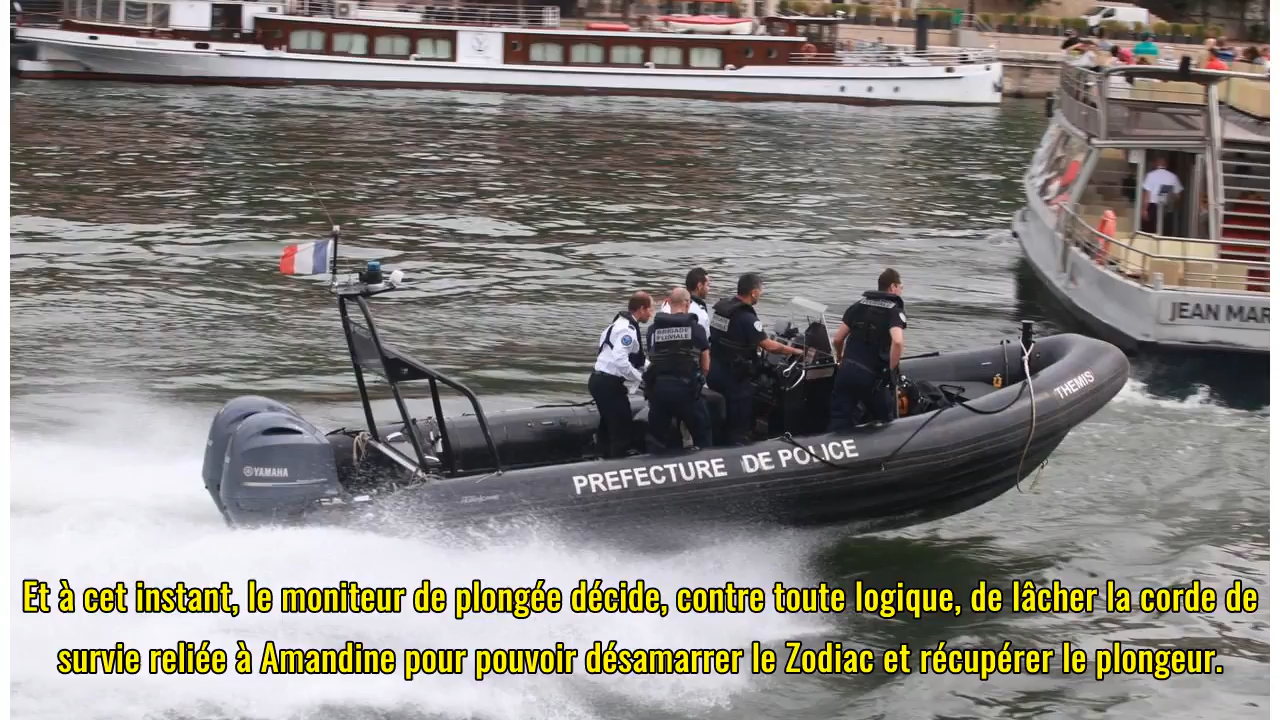 JEAN MAR
THEMIS
BRIGADE
FLUVIALE
YAMAHA
PREFECTURE DE POLICE
Et à cet instant, le moniteur de plongée décide, contre toute logique, de lâcher la corde de
survie reliée à Amandine pour pouvoir désamarrer le Zodiac et récupérer le plongeur.